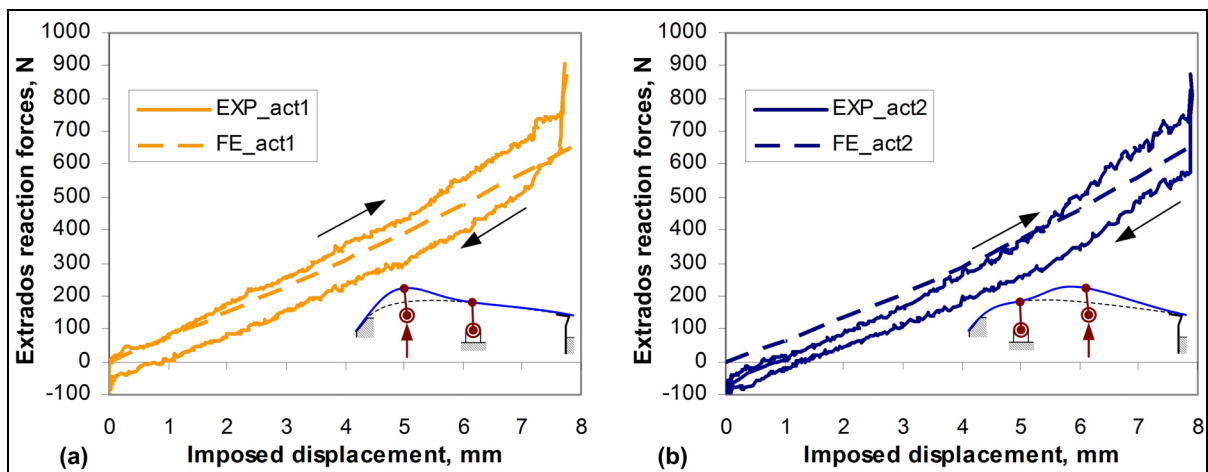 Extrados reaction forces, N
1000
900
800
700
600
500
400
300
200
100
0
-100
EXP_act1
FE_act1
0 1 2 3 4 5 6 7 8
(a) Imposed displacement, mm
Extrados reaction forces, N
1000
900
800
700
600
500
400
300
200
100
0
-100
EXP_act2
FE_act2
0 1 2 3 4 5 6 7 8
(b) Imposed displacement, mm